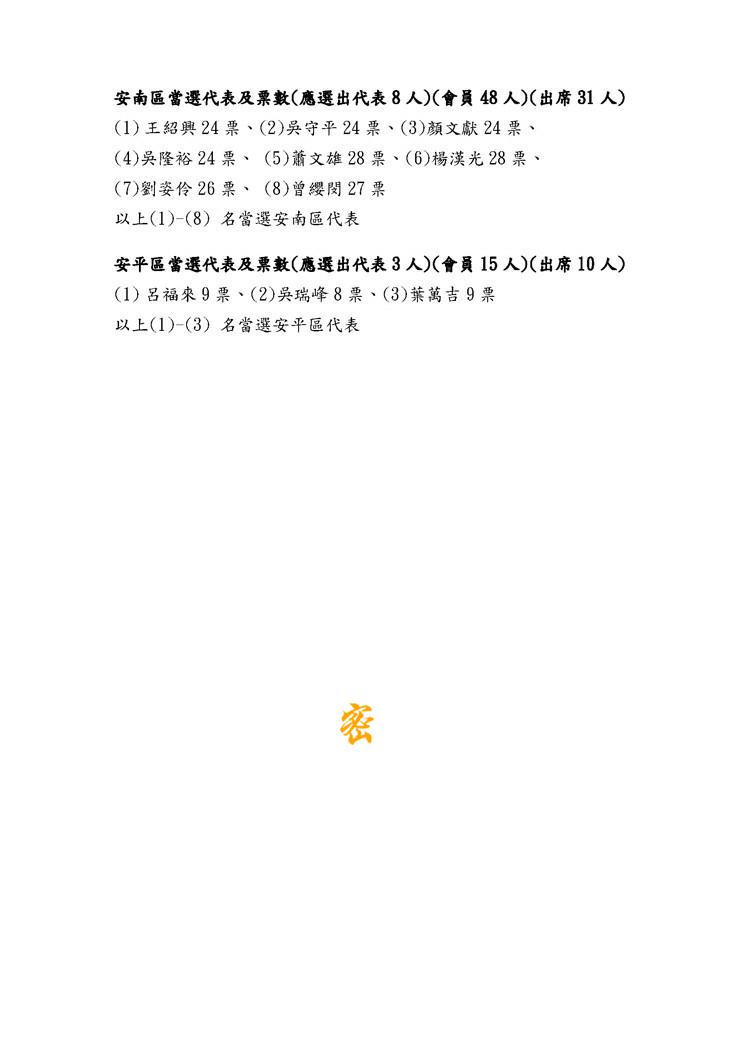 安南區當選代表及票數(應選出代表 8 人)(會員 48 人)(出席 31 人)
(1) 王紹興 24 票、(2)吳守平 24 票、(3)顏文獻 24 票、
(4)吳隆裕 24 票、 (5)蕭文雄 28 票、(6)楊漢光 28 票、
(7)劉姿伶 26 票、 (8)曾纓閔 27 票
以上(1)-(8) 名當選安南區代表
安平區當選代表及票數(應選出代表 3 人)(會員 15 人)(出席 10 人)
(1) 呂福來 9 票、(2)吳瑞峰 8 票、(3)葉萬吉 9 票
以上(1)-(3) 名當選安平區代表
密